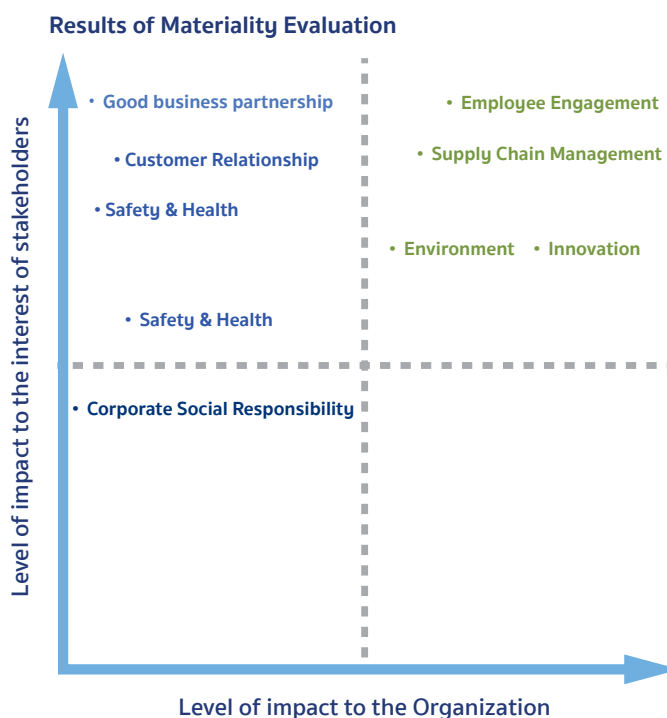 Results of Materiality Evaluation
Level of impact to the interest of stakeholders
• Good business partnership
• Employee Engagement
• Customer Relationship
• Supply Chain Management
• Safety & Health
• Environment
• Innovation
• Safety & Health
• Corporate Social Responsibility
Level of impact to the Organization